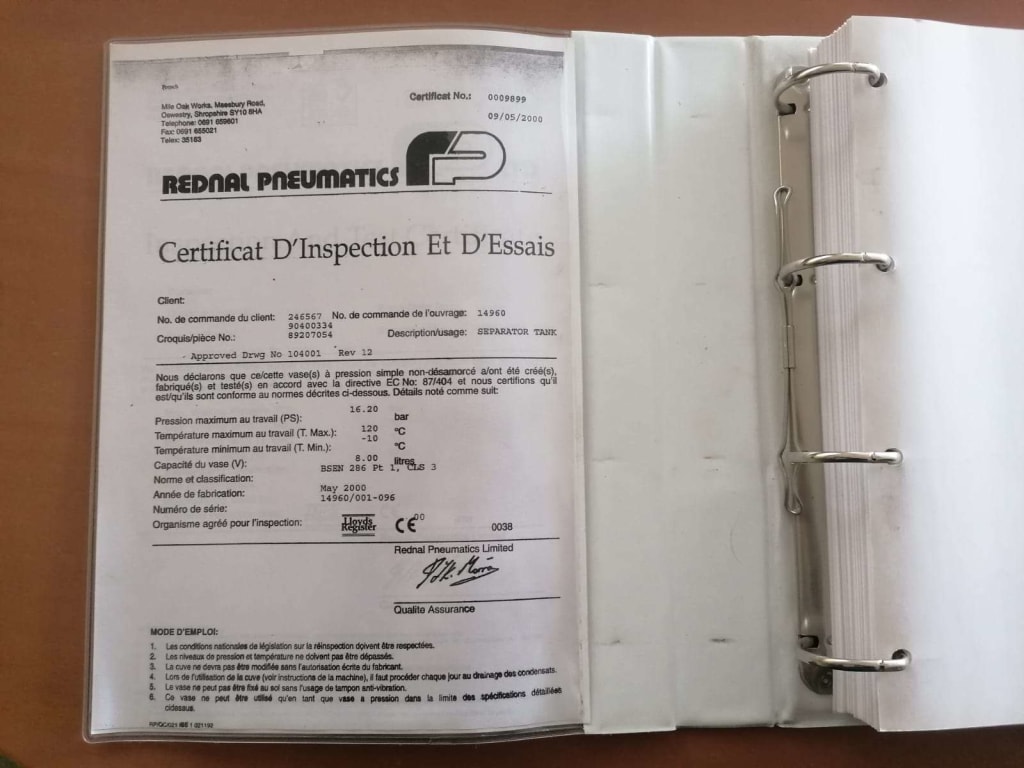 French
Mile Oak Works, Maesbury Road,
Oswestry, Shropshire SY10 8HA
Telephone: 0691 659601
Fax: 0691 655021
Telex: 35163
Certificat No.: 0009899
09/05/2000
REDNAL PNEUMATICS
Certificat D'Inspection Et D'Essais
Client:
No. de commande du client: 246567 No. de commande de l'ouvrage: 14960
90400334
Croquis/pièce No.: 89207054 Description/usage: SEPARATOR TANK
- Approved Drwg No 104001 Rev 12
Nous déclarons que ce/cette vase(s) à pression simple non-désamorcé a/ont été créé(s),
fabriqué(s) et testé(s) en accord avec la directive EC No: 87/404 et nous certifions qu'il
est/qu'ils sont conforme au normes décrites ci-dessous. Détails noté comme suit:
Pression maximum au travail (PS): 16.20 bar
Température maximum au travail (T. Max.): 120 °C
Température minimum au travail (T. Min.): -10 °C
Capacité du vase (V): 8.00 litres
Norme et classification: BSEN 286 Pt 1, CLS 3
Année de fabrication: May 2000
Numéro de série: 14960/001-096
Organisme agréé pour l'inspection: Lloyds Register CE 00 0038
Rednal Pneumatics Limited
Qualite Assurance
MODE D'EMPLOI:
1. Les conditions nationales de législation sur la réinspection doivent être respectées.
2. Les niveaux de pression et température ne doivent pas être dépassés.
3. La cuve ne devra pas être modifiée sans l'autorisation écrite du fabricant.
4. Lors de l'utilisation de la cuve (voir instructions de la machine), il faut procéder chaque jour au drainage des condensats.
5. Le vase ne peut pas être fixé au sol sans l'usage de tampon anti-vibration.
6. Ce vase ne peut être utilisé qu'en tant que vase a pression dans la limite des spécifications détaillées
cidessus.